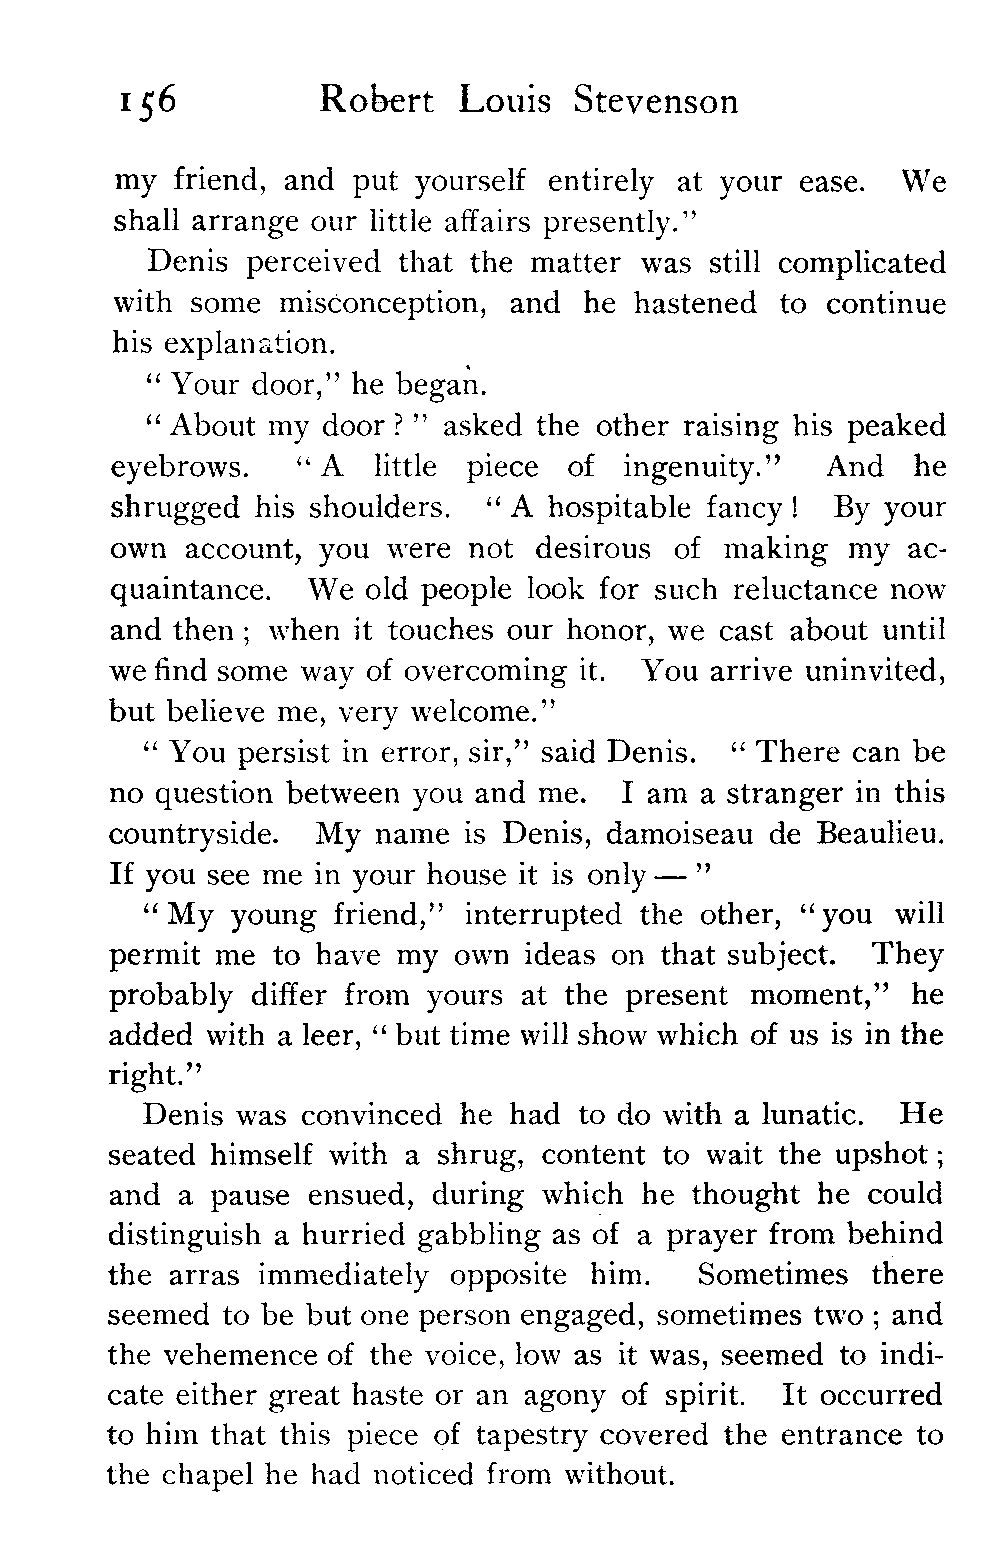 156 Robert Louis Stevenson
my friend, and put yourself entirely at your ease. We
shall arrange our little affairs presently."
Denis perceived that the matter was still complicated
with some misconception, and he hastened to continue
his explanation.
"Your door," he began.
"About my door?" asked the other raising his peaked
eyebrows. "A little piece of ingenuity." And he
shrugged his shoulders. "A hospitable fancy! By your
own account, you were not desirous of making my ac-
quaintance. We old people look for such reluctance now
and then; when it touches our honor, we cast about until
we find some way of overcoming it. You arrive uninvited,
but believe me, very welcome."
"You persist in error, sir," said Denis. "There can be
no question between you and me. I am a stranger in this
countryside. My name is Denis, damoiseau de Beaulieu.
If you see me in your house it is only—"
"My young friend," interrupted the other, "you will
permit me to have my own ideas on that subject. They
probably differ from yours at the present moment," he
added with a leer, "but time will show which of us is in the
right."
Denis was convinced he had to do with a lunatic. He
seated himself with a shrug, content to wait the upshot;
and a pause ensued, during which he thought he could
distinguish a hurried gabbling as of a prayer from behind
the arras immediately opposite him. Sometimes there
seemed to be but one person engaged, sometimes two; and
the vehemence of the voice, low as it was, seemed to indi-
cate either great haste or an agony of spirit. It occurred
to him that this piece of tapestry covered the entrance to
the chapel he had noticed from without.